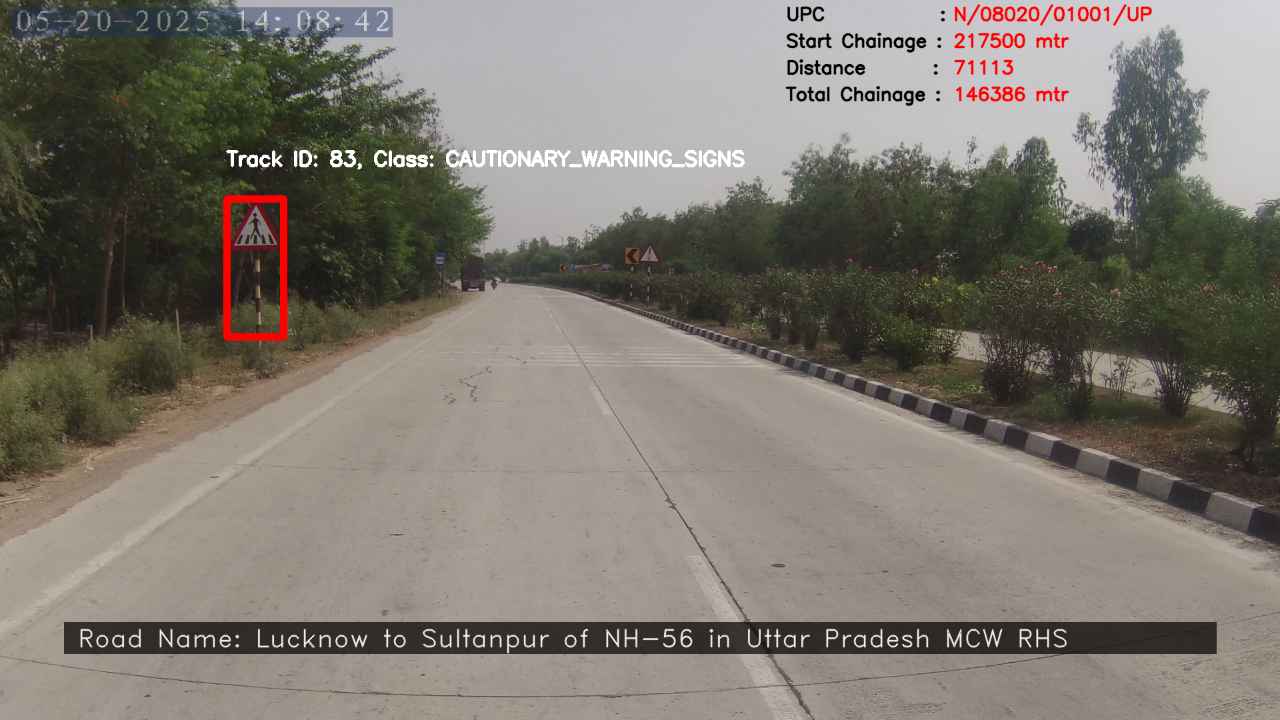 05-20-2025 14:08:42
UPC : N/08020/01001/UP
Start Chainage : 217500 mtr
Distance : 71113
Total Chainage : 146386 mtr
Track ID: 83, Class: CAUTIONARY_WARNING_SIGNS
Road Name: Lucknow to Sultanpur of NH-56 in Uttar Pradesh MCW RHS